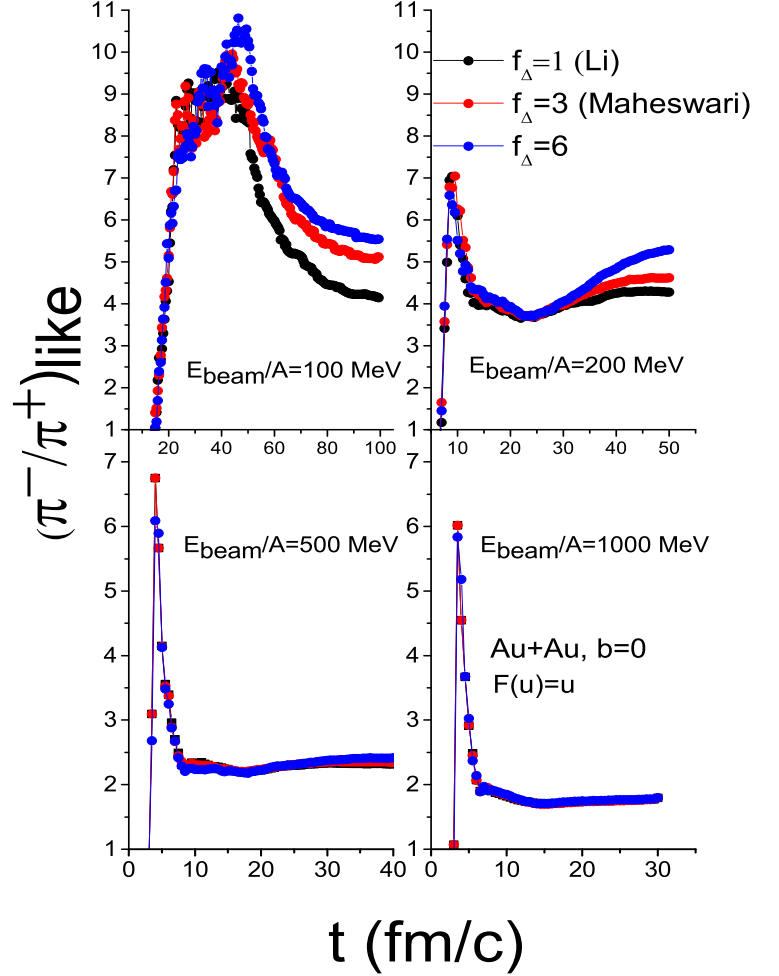 (π⁻/π⁺)like
11
10
9
8
7
6
5
4
3
2
1
20 40 60 80 100
E_beam/A=100 MeV
11
10
9
8
7
6
5
4
3
2
1
10 20 30 40 50
f_Δ=1 (Li)
f_Δ=3 (Maheswari)
f_Δ=6
E_beam/A=200 MeV
7
6
5
4
3
2
1
0 10 20 30 40
E_beam/A=500 MeV
7
6
5
4
3
2
1
0 10 20 30
E_beam/A=1000 MeV
Au+Au, b=0
F(u)=u
t (fm/c)